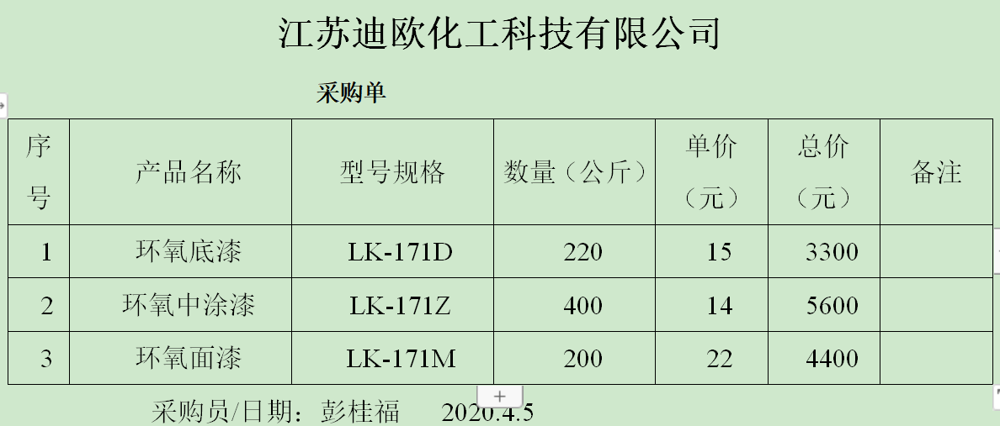 江苏迪欧化工科技有限公司
采购单
序号 产品名称 型号规格 数量（公斤） 单价（元） 总价（元） 备注
1 环氧底漆 LK-171D 220 15 3300
2 环氧中涂漆 LK-171Z 400 14 5600
3 环氧面漆 LK-171M 200 22 4400
采购员/日期：彭桂福 2020.4.5